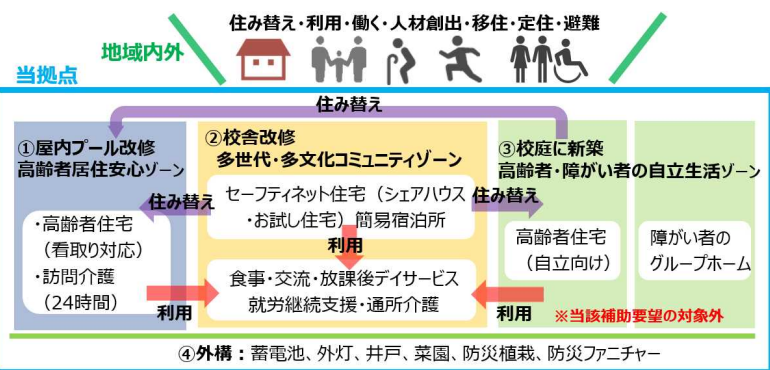 住み替え・利用・働く・人材創出・移住・定住・避難
地域内外
当拠点
住み替え
①屋内プール改修
高齢者居住安心ゾーン
②校舎改修
多世代・多文化コミュニティゾーン
③校庭に新築
高齢者・障がい者の自立生活ゾーン
住み替え
セーフティネット住宅（シェアハウス
・お試し住宅）簡易宿泊所
住み替え
・高齢者住宅
（看取り対応）
・訪問介護
（24時間）
利用
利用
食事・交流・放課後デイサービス
就労継続支援・通所介護
高齢者住宅
（自立向け）
利用
障がい者の
グループホーム
※当該補助要望の対象外
④外構：蓄電池、外灯、井戸、菜園、防災植栽、防災ファニチャー